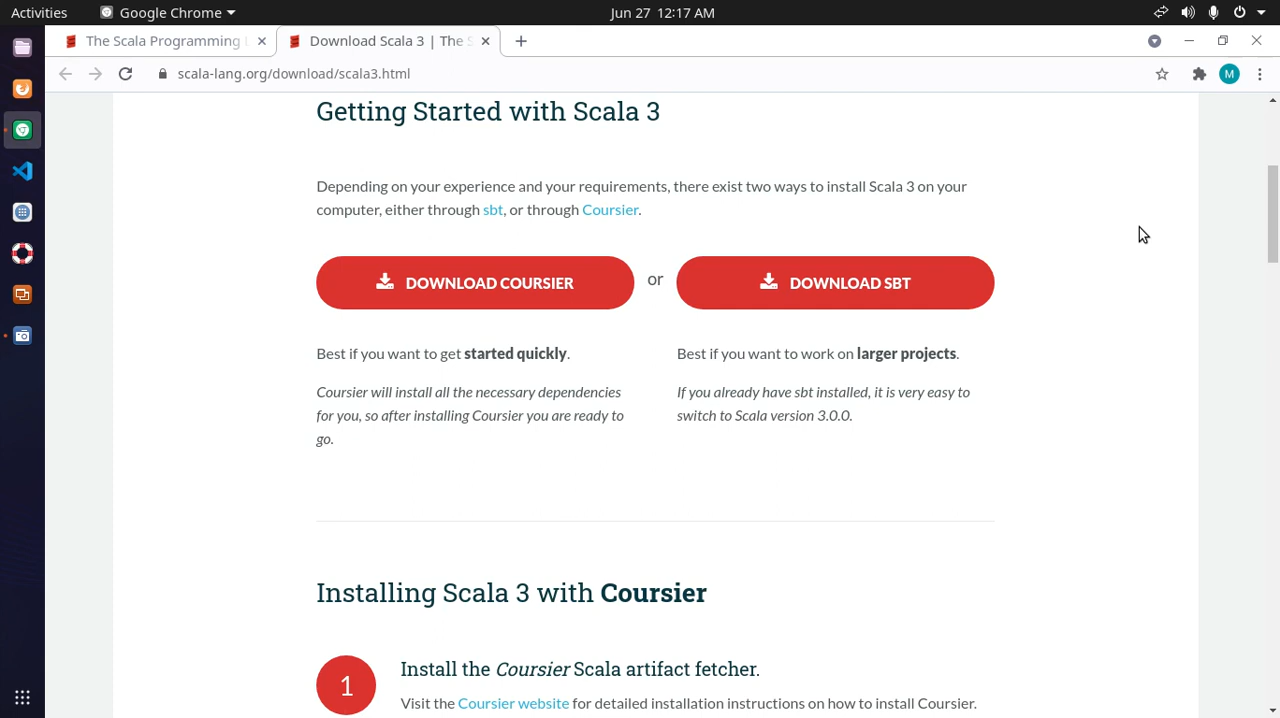 Activities
Google Chrome
Jun 27 12:17 AM
The Scala Programming
Download Scala 3 | The S
scala-lang.org/download/scala3.html
M
Getting Started with Scala 3
Depending on your experience and your requirements, there exist two ways to install Scala 3 on your
computer, either through sbt, or through Coursier.
DOWNLOAD COURSIER
or
DOWNLOAD SBT
Best if you want to get started quickly.
Coursier will install all the necessary dependencies
for you, so after installing Coursier you are ready to
go.
Best if you want to work on larger projects.
If you already have sbt installed, it is very easy to
switch to Scala version 3.0.0.
Installing Scala 3 with Coursier
1
Install the Coursier Scala artifact fetcher.
Visit the Coursier website for detailed installation instructions on how to install Coursier.